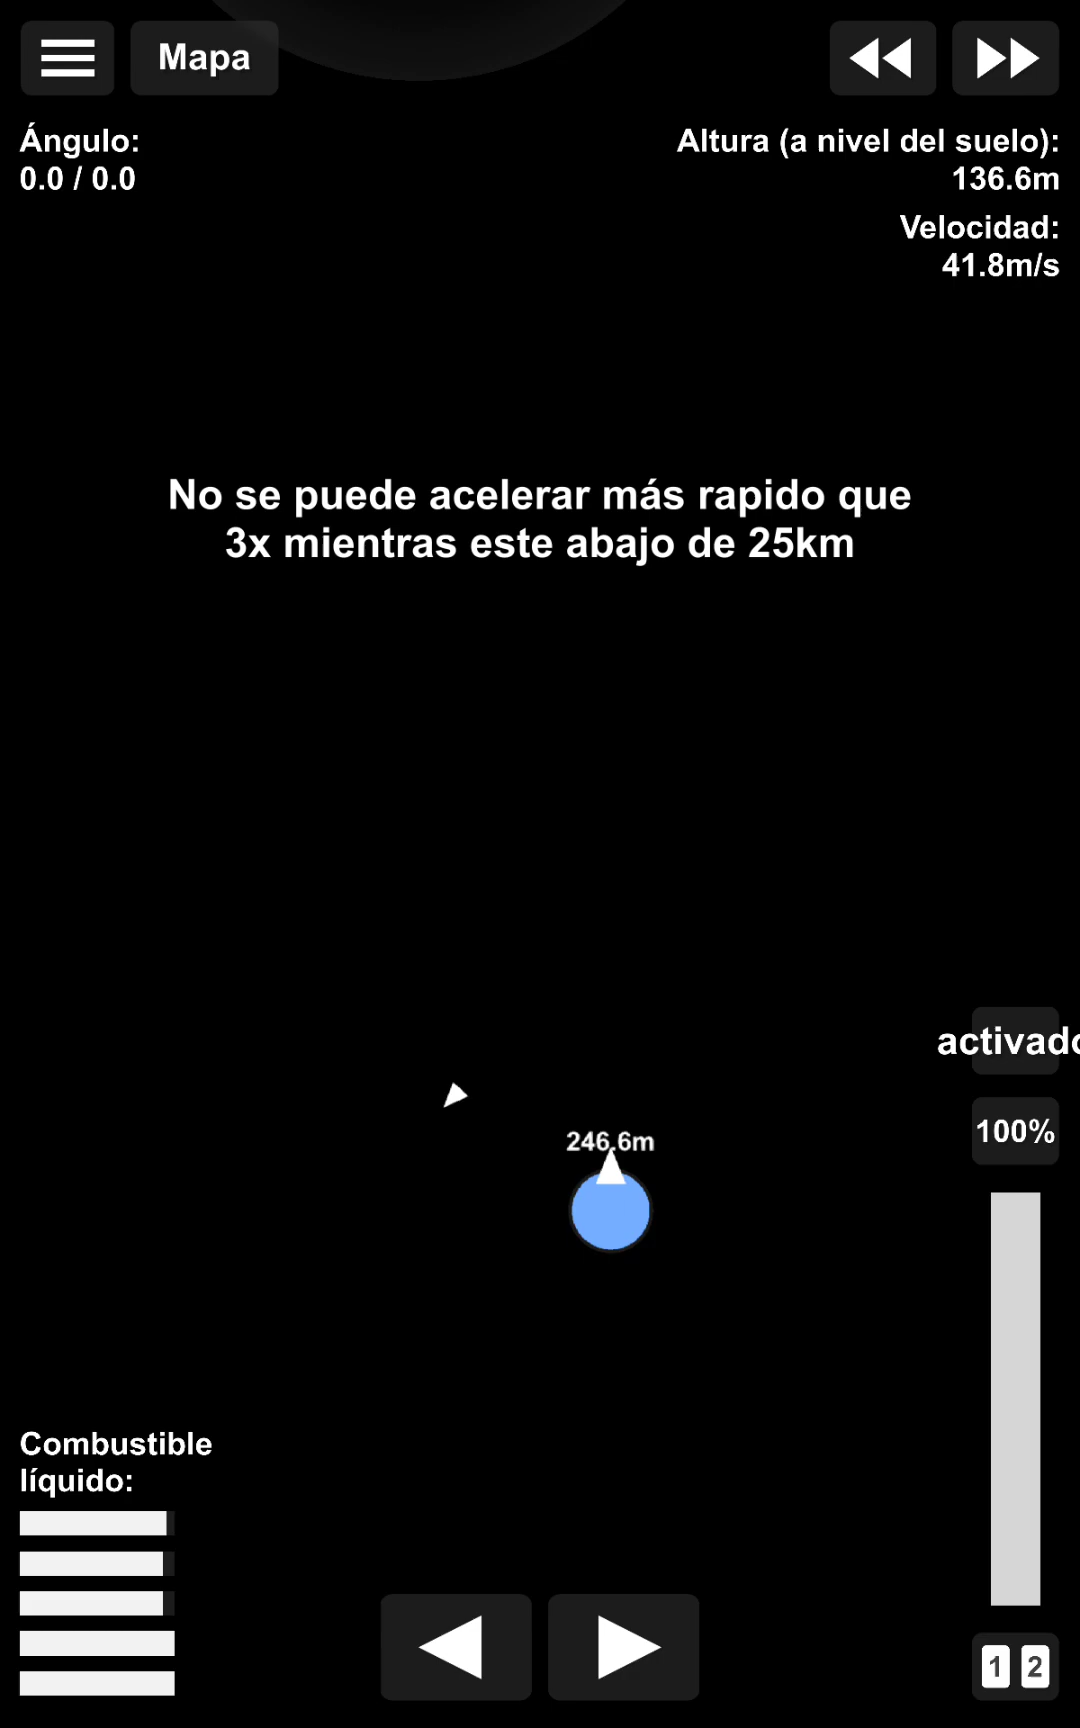 Mapa
Ángulo:
0.0 / 0.0
Altura (a nivel del suelo):
136.6m
Velocidad:
41.8m/s
No se puede acelerar más rapido que
3x mientras este abajo de 25km
activado
100%
246.6m
Combustible
líquido:
1 2